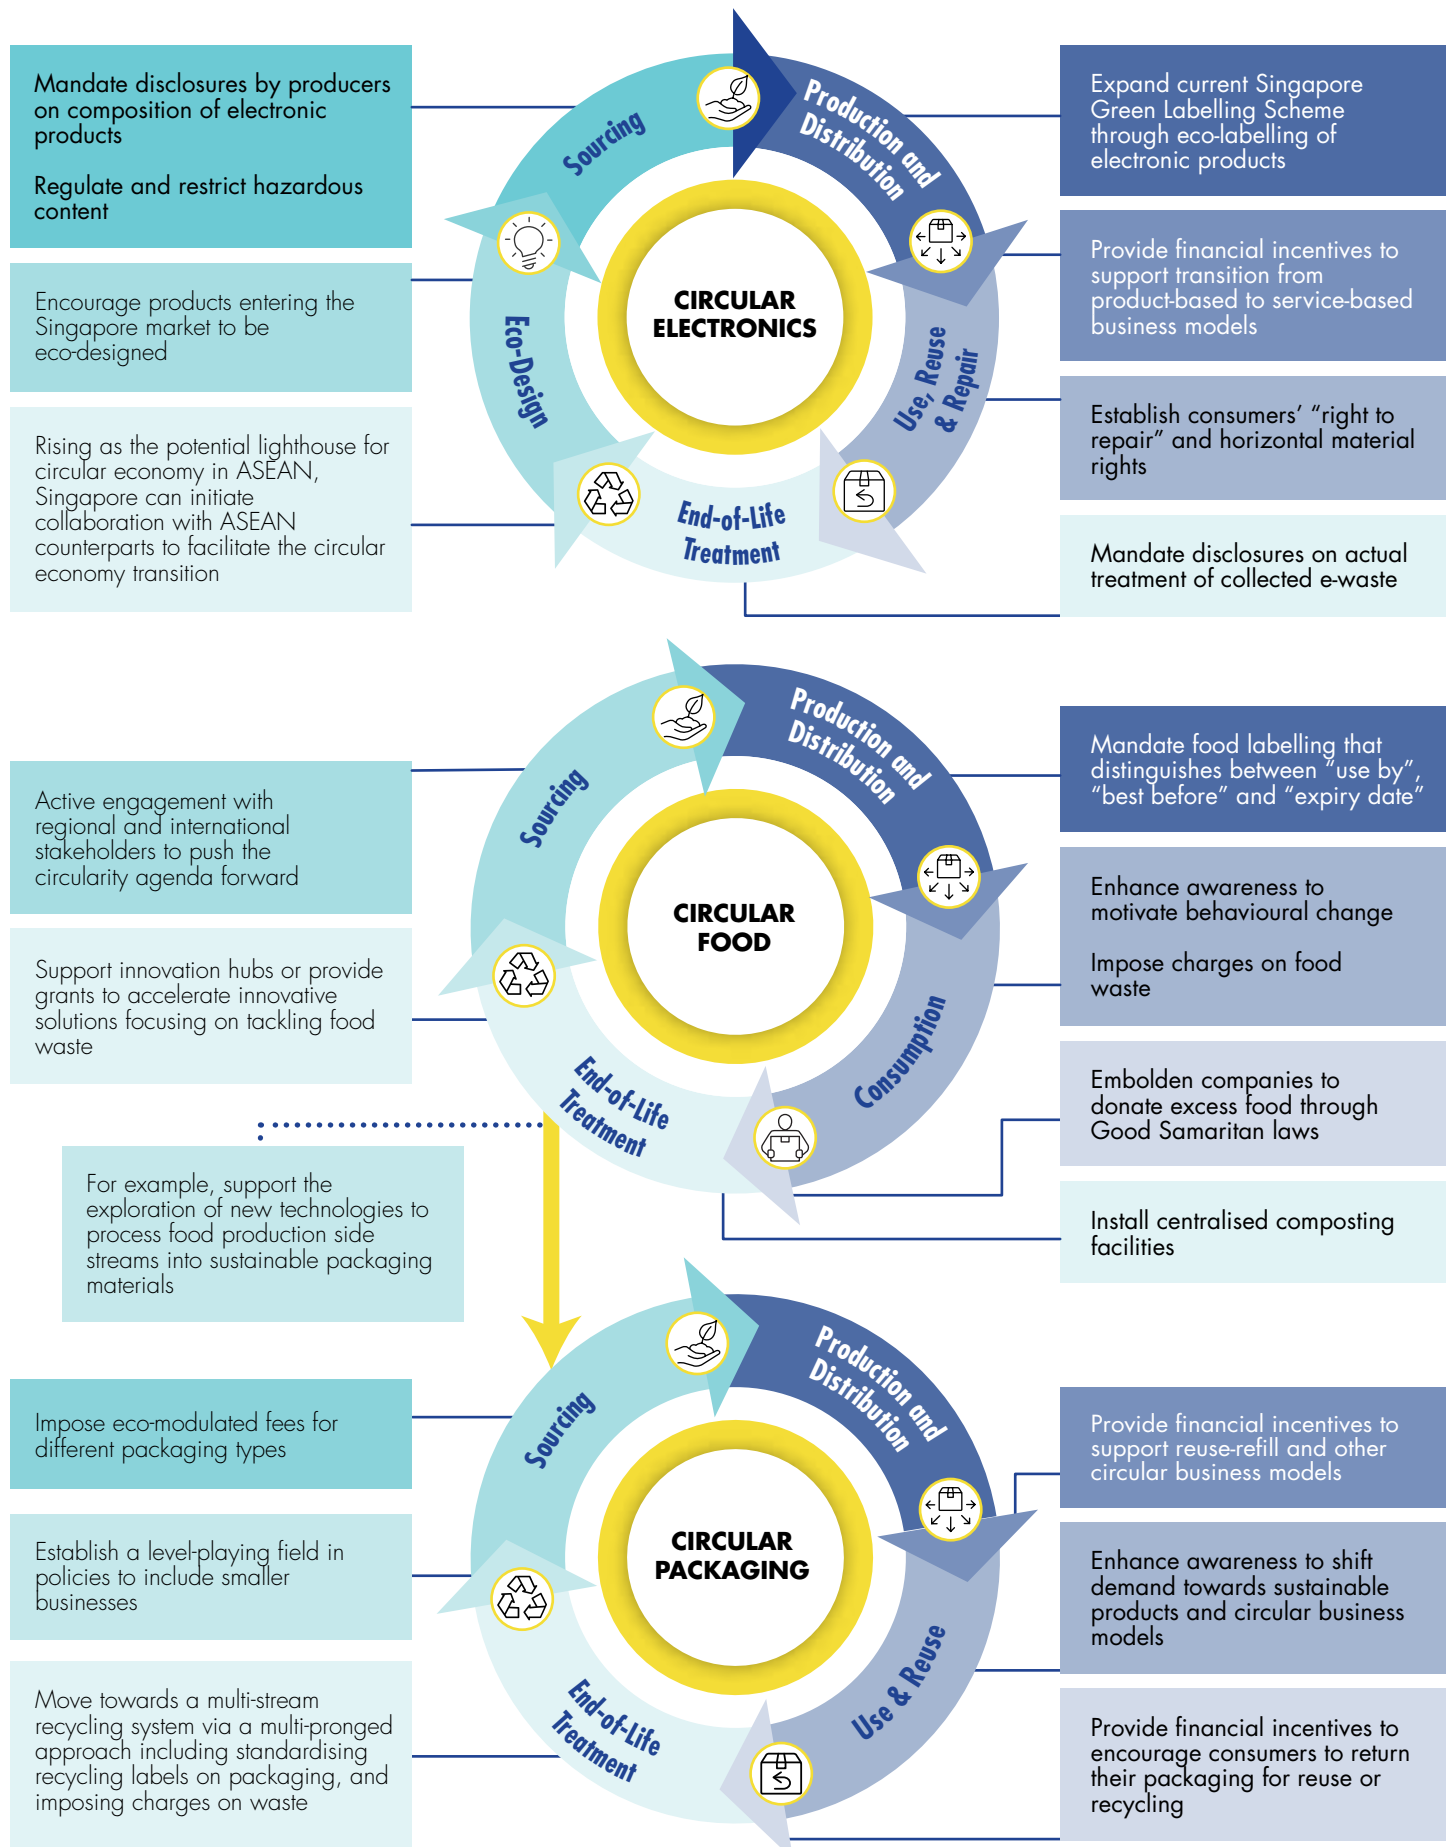 Mandate disclosures by producers
on composition of electronic
products
Regulate and restrict hazardous
content
Encourage products entering the
Singapore market to be
eco-designed
Rising as the potential lighthouse for
circular economy in ASEAN,
Singapore can initiate
collaboration with ASEAN
counterparts to facilitate the circular
economy transition
Sourcing
Production and
Distribution
Eco-Design
CIRCULAR
ELECTRONICS
Use, Reuse
& Repair
End-of-Life
Treatment
Expand current Singapore
Green Labelling Scheme
through eco-labelling of
electronic products
Provide financial incentives to
support transition from
product-based to service-based
business models
Establish consumers’ “right to
repair” and horizontal material
rights
Mandate disclosures on actual
treatment of collected e-waste
Active engagement with
regional and international
stakeholders to push the
circularity agenda forward
Support innovation hubs or provide
grants to accelerate innovative
solutions focusing on tackling food
waste
For example, support the
exploration of new technologies to
process food production side
streams into sustainable packaging
materials
Sourcing
Production and
Distribution
CIRCULAR
FOOD
Consumption
End-of-Life
Treatment
Mandate food labelling that
distinguishes between “use by”,
“best before” and “expiry date”
Enhance awareness to
motivate behavioural change
Impose charges on food
waste
Embolden companies to
donate excess food through
Good Samaritan laws
Install centralised composting
facilities
Impose eco-modulated fees for
different packaging types
Establish a level-playing field in
policies to include smaller
businesses
Move towards a multi-stream
recycling system via a multi-pronged
approach including standardising
recycling labels on packaging, and
imposing charges on waste
Sourcing
Production and
Distribution
CIRCULAR
PACKAGING
Use & Reuse
End-of-Life
Treatment
Provide financial incentives to
support reuse-refill and other
circular business models
Enhance awareness to shift
demand towards sustainable
products and circular business
models
Provide financial incentives to
encourage consumers to return
their packaging for reuse or
recycling